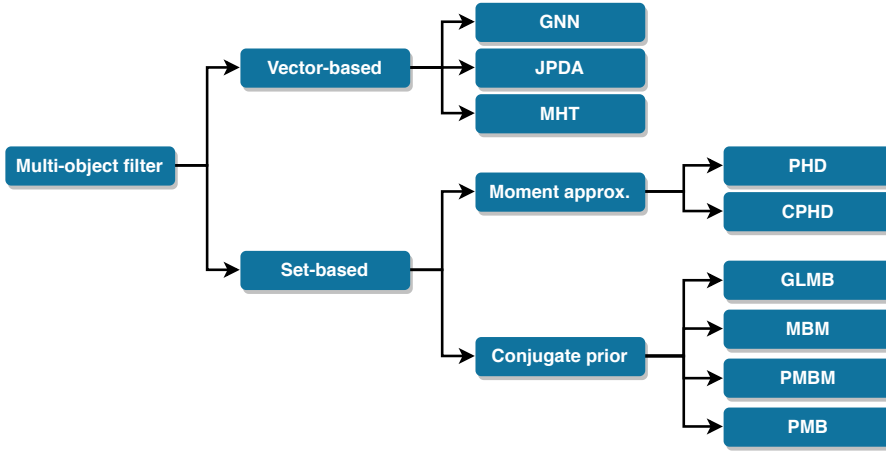 Multi-object filter
Vector-based
GNN
JPDA
MHT
Set-based
Moment approx.
PHD
CPHD
Conjugate prior
GLMB
MBM
PMBM
PMB